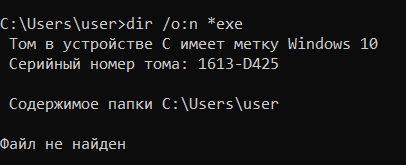 C:\Users\user>dir /o:n *exe
Том в устройстве C имеет метку Windows 10
Серийный номер тома: 1613-D425
Содержимое папки C:\Users\user
Файл не найден